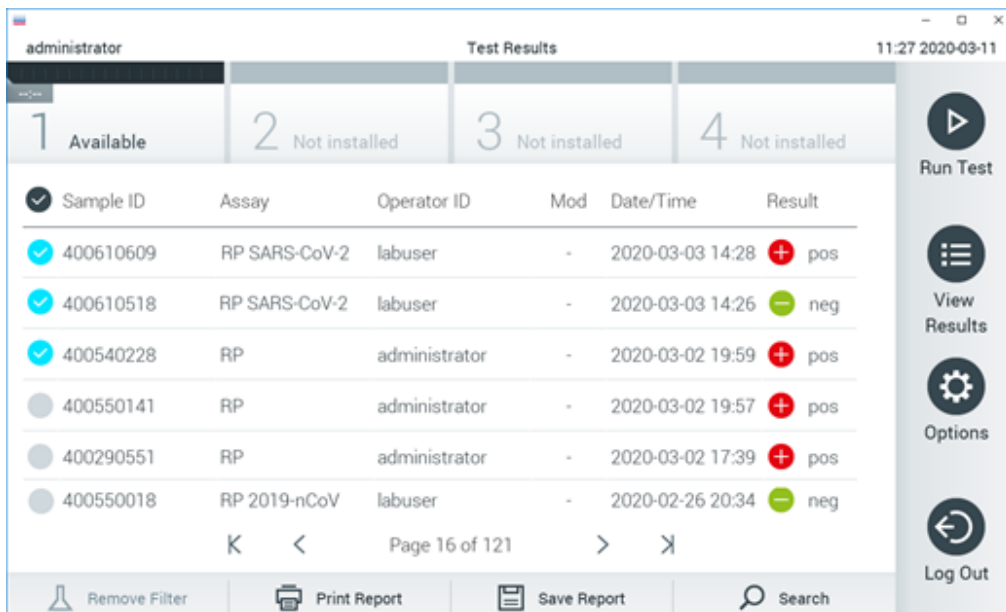 administrator Test Results 11:27 2020-03-11
--:--
1 Available 2 Not installed 3 Not installed 4 Not installed
Run Test
Sample ID Assay Operator ID Mod Date/Time Result
400610609 RP SARS-CoV-2 labuser - 2020-03-03 14:28 pos
400610518 RP SARS-CoV-2 labuser - 2020-03-03 14:26 neg
View
Results
400540228 RP administrator - 2020-03-02 19:59 pos
400550141 RP administrator - 2020-03-02 19:57 pos
Options
400290551 RP administrator - 2020-03-02 17:39 pos
400550018 RP 2019-nCoV labuser - 2020-02-26 20:34 neg
Page 16 of 121
Log Out
Remove Filter Print Report Save Report Search